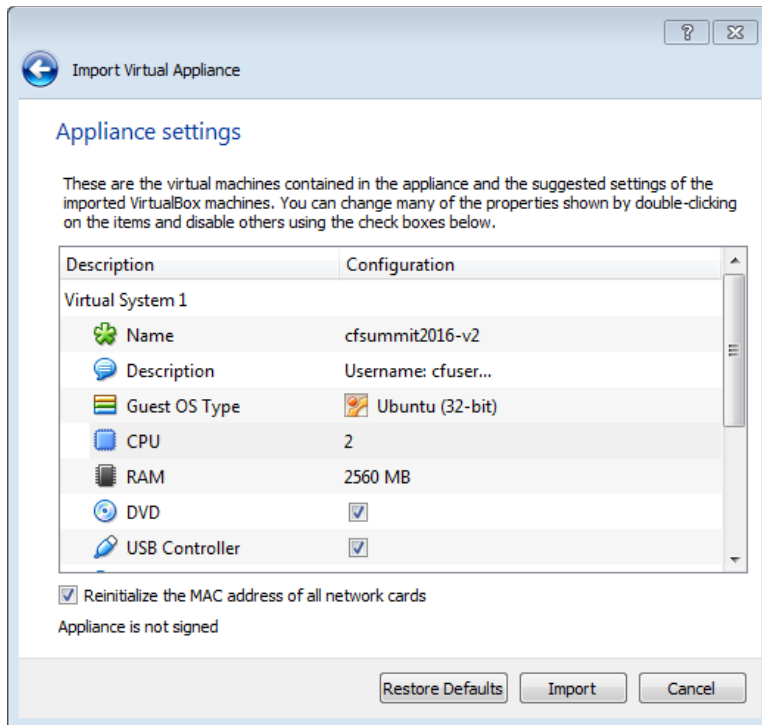 Import Virtual Appliance
Appliance settings
These are the virtual machines contained in the appliance and the suggested settings of the
imported VirtualBox machines. You can change many of the properties shown by double-clicking
on the items and disable others using the check boxes below.
Description Configuration
Virtual System 1
Name cfsummit2016-v2
Description Username: cfuser...
Guest OS Type Ubuntu (32-bit)
CPU 2
RAM 2560 MB
DVD
USB Controller
Reinitialize the MAC address of all network cards
Appliance is not signed
Restore Defaults Import Cancel